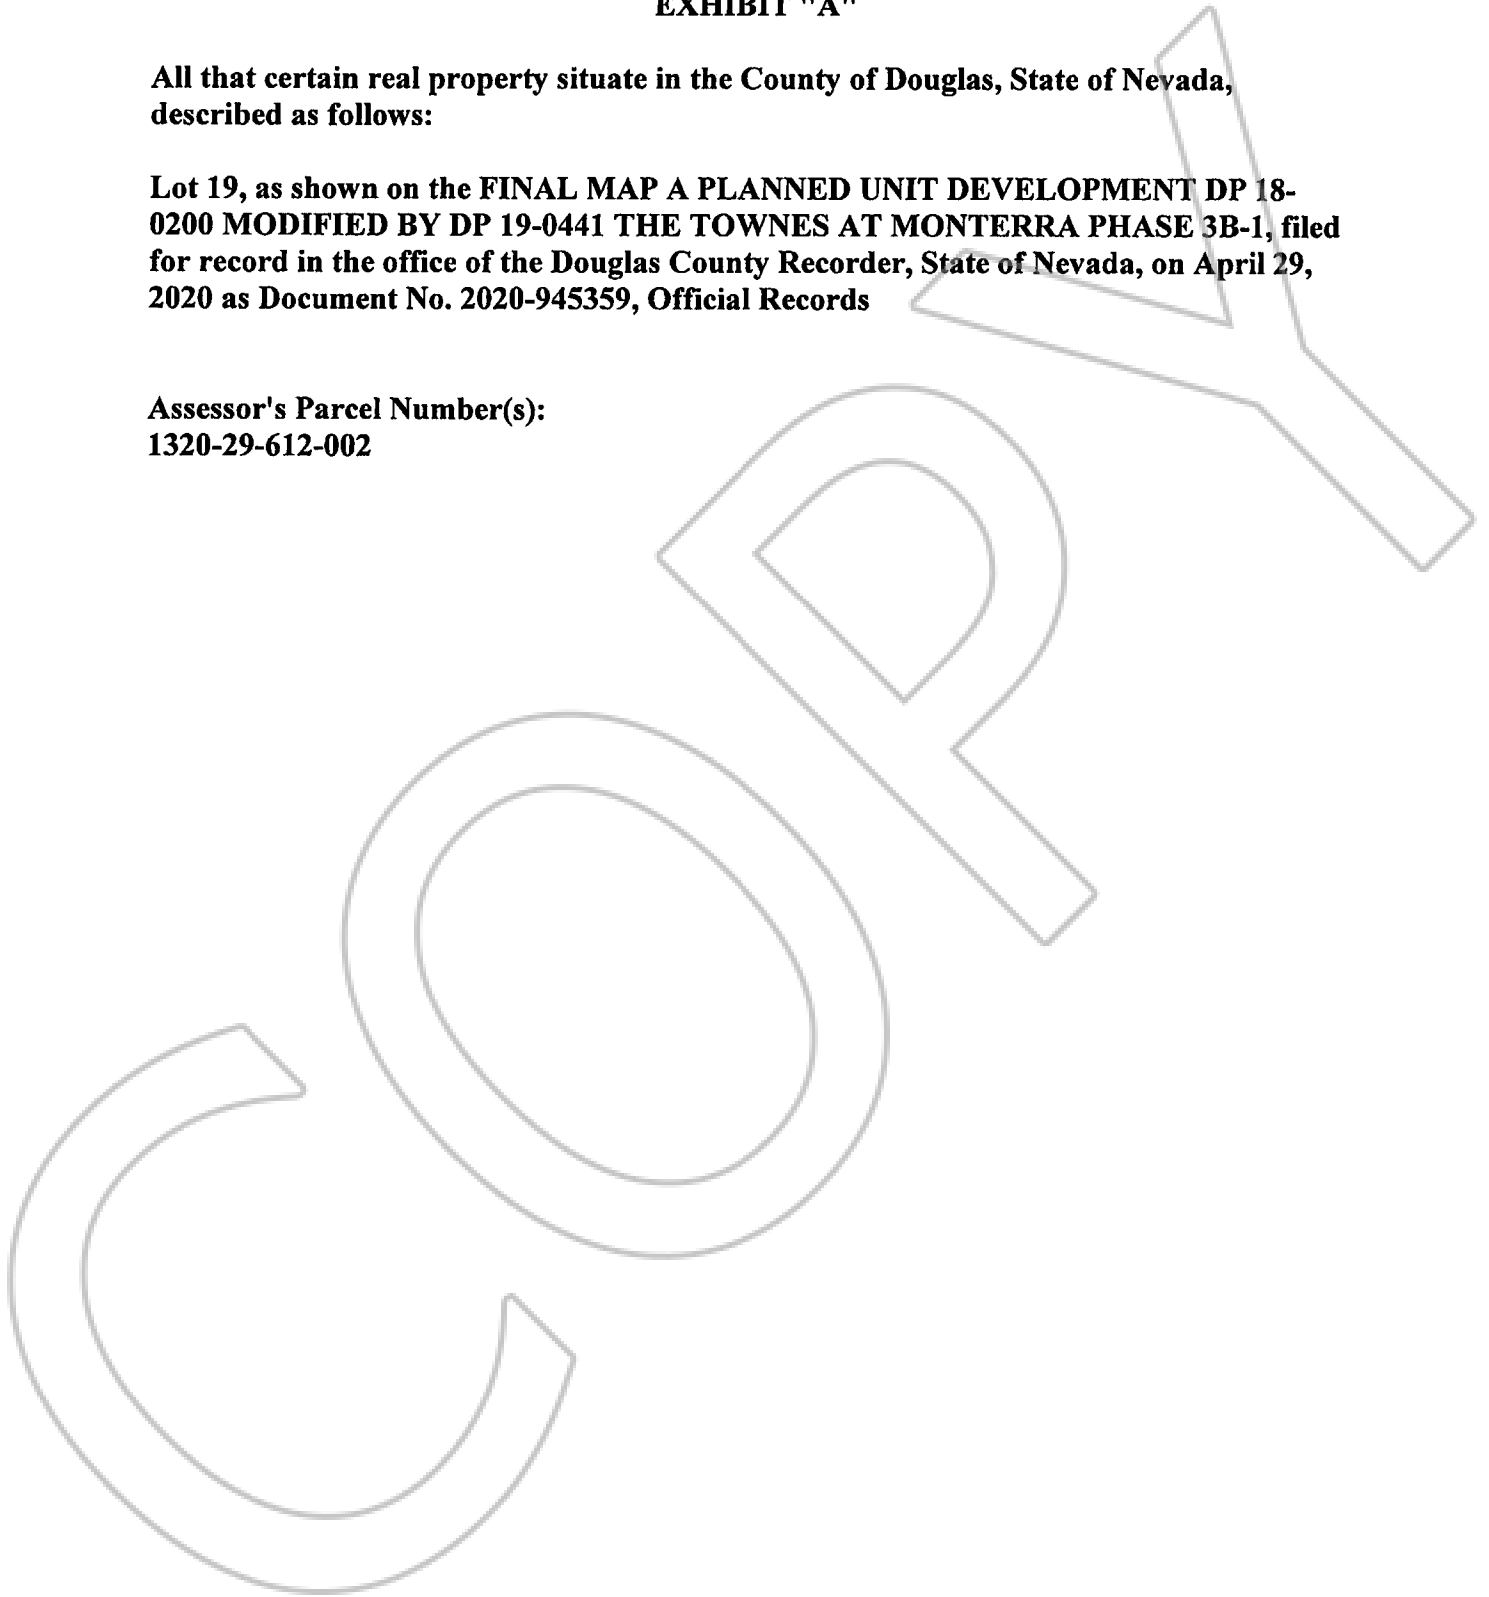 EXHIBIT "A"
All that certain real property situate in the County of Douglas, State of Nevada,
described as follows:
Lot 19, as shown on the FINAL MAP A PLANNED UNIT DEVELOPMENT DP 18-
0200 MODIFIED BY DP 19-0441 THE TOWNES AT MONTERRA PHASE 3B-1, filed
for record in the office of the Douglas County Recorder, State of Nevada, on April 29,
2020 as Document No. 2020-945359, Official Records
Assessor's Parcel Number(s):
1320-29-612-002
COPY